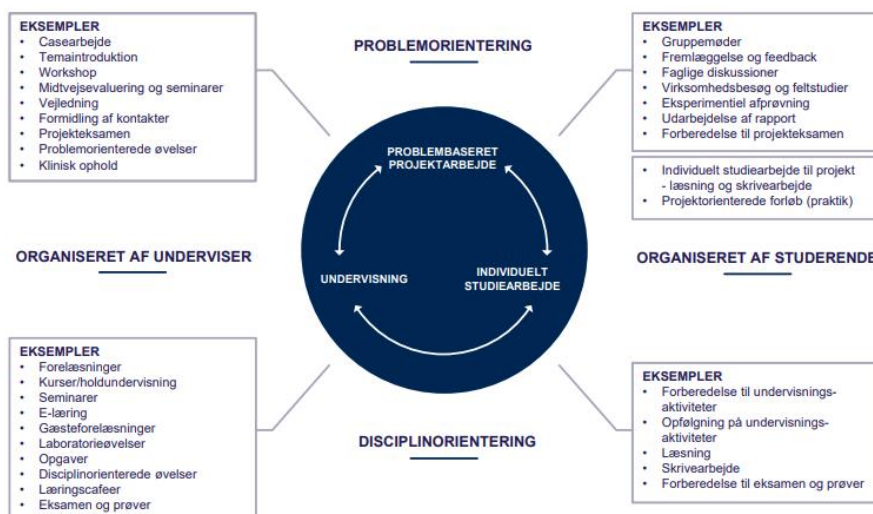 EKSEMPLER
• Casearbejde
• Temaintroduktion
• Workshop
• Midtvejsevaluering og seminarer
• Vejledning
• Formidling af kontakter
• Projekteksamen
• Problemorienterede øvelser
• Klinisk ophold
PROBLEMORIENTERING
EKSEMPLER
• Gruppemøder
• Fremlæggelse og feedback
• Faglige diskussioner
• Virksomhedsbesøg og feltstudier
• Eksperimentiel afprøvning
• Udarbejdelse af rapport
• Forberedelse til projekteksamen
• Individuelt studiearbejde til projekt
- læsning og skrivearbejde
• Projektorienterede forløb (praktik)
PROBLEMBASERET
PROJEKTARBEJDE
ORGANISERET AF UNDERVISER
UNDERVISNING
INDIVIDUELT
STUDIEARBEJDE
ORGANISERET AF STUDERENDE
EKSEMPLER
• Forelæsninger
• Kurser/holdundervisning
• Seminarer
• E-læring
• Gæsteforelæsninger
• Laboratorieøvelser
• Opgaver
• Disciplinorienterede øvelser
• Læringscafeer
• Eksamen og prøver
DISCIPLINORIENTERING
EKSEMPLER
• Forberedelse til undervisnings-
aktiviteter
• Opfølgning på undervisnings-
aktiviteter
• Læsning
• Skrivearbejde
• Forberedelse til eksamen og prøver